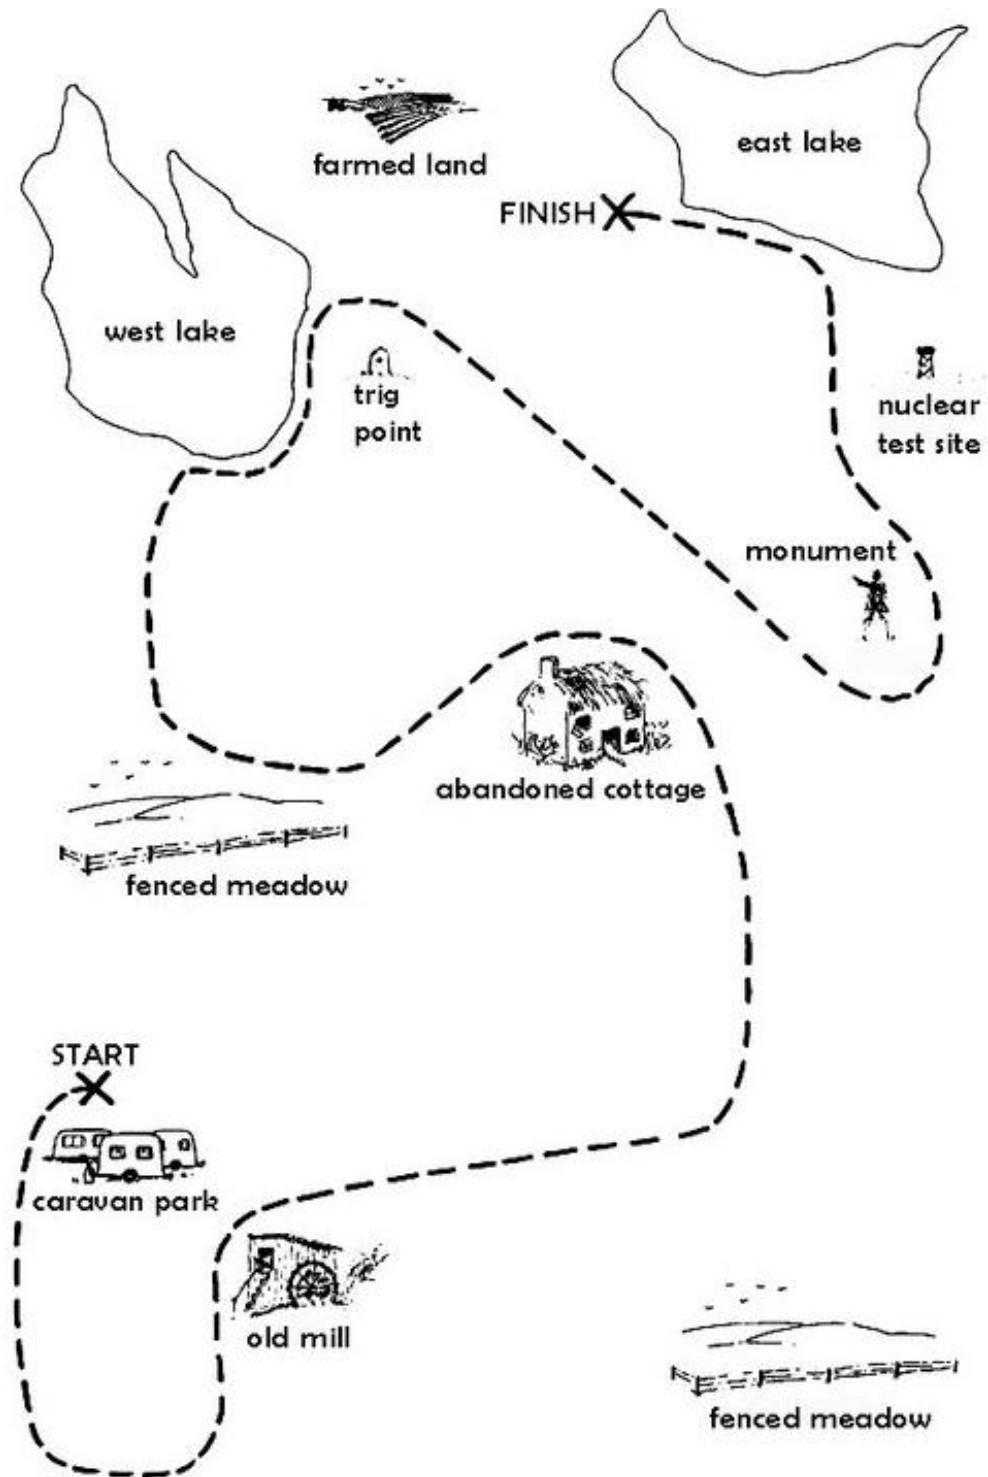 east lake
farmed land
FINISH
west lake
trig
point
nuclear
test site
monument
abandoned cottage
fenced meadow
START
caravan park
old mill
fenced meadow